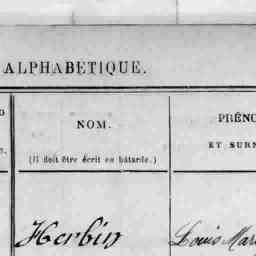 ALPHABETIQUE.
NOM.
(Il doit être écrit en bâtarde.)
PRÉNO
ET SURN
Herbin
Louis Mar